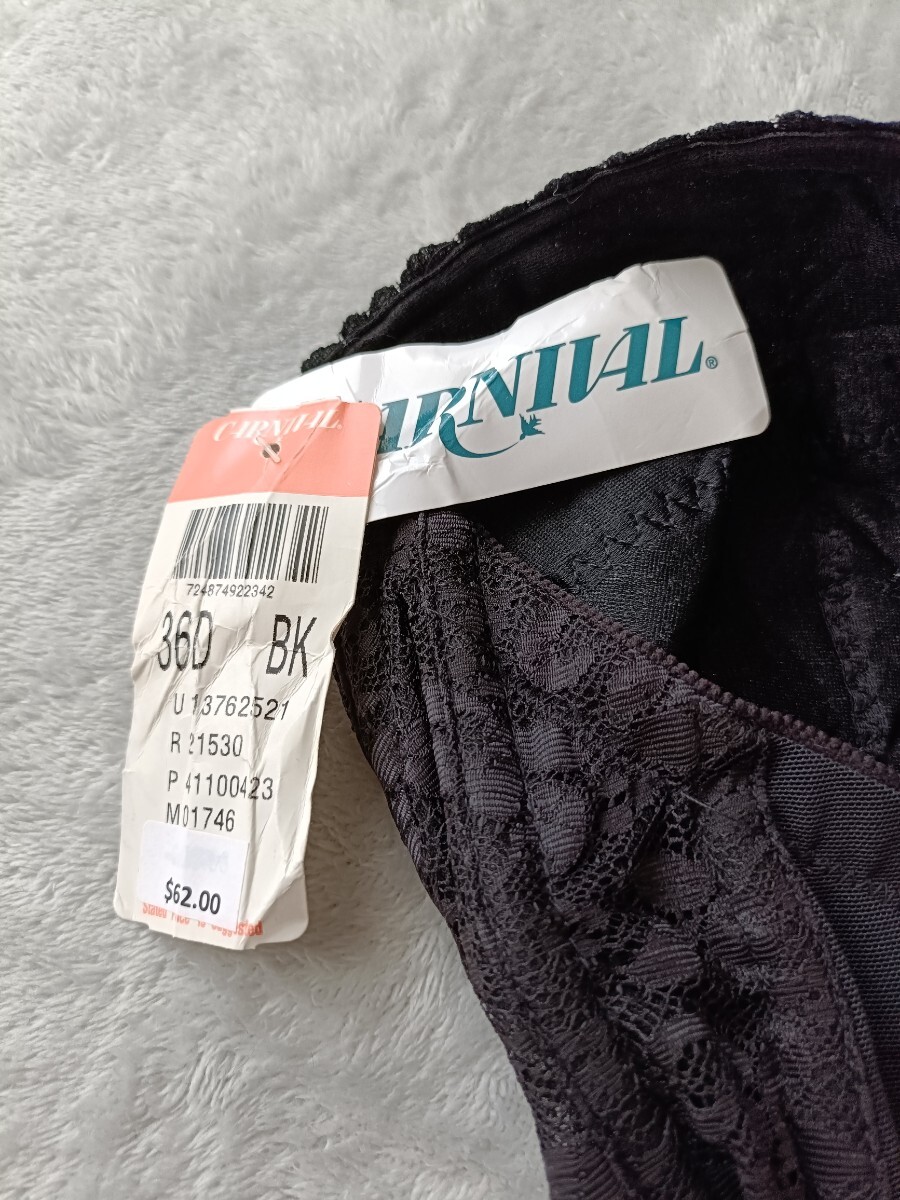 CARNIVAL®
CARNIVAL
724874922342
36D BK
U 13762521
R 21530
P 41100423
M01746
$62.00